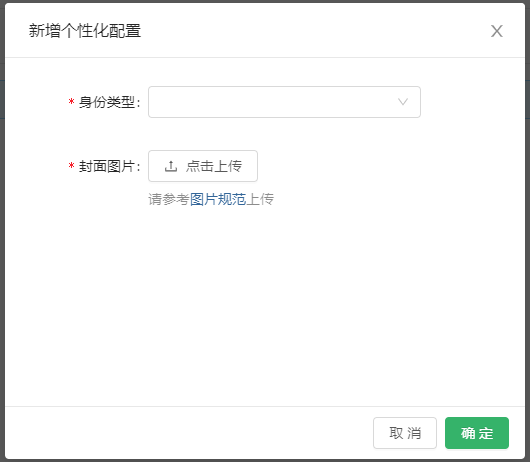 新增个性化配置
* 身份类型:
* 封面图片: 点击上传
请参考图片规范上传
取消 确定